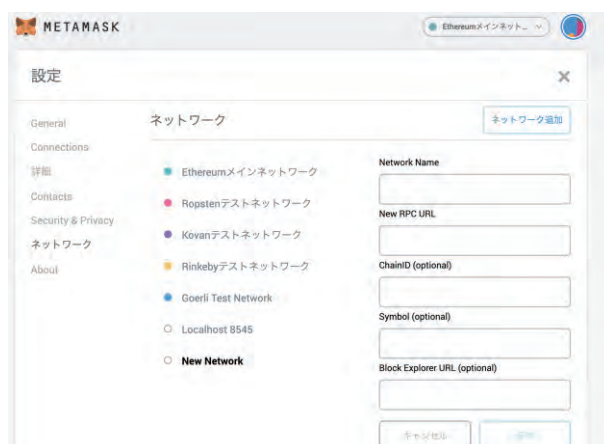 METAMASK
Ethereumメインネット…
設定
General
Connections
詳細
Contacts
Security & Privacy
ネットワーク
About
ネットワーク
ネットワーク追加
Ethereumメインネットワーク
Ropstenテストネットワーク
Kovanテストネットワーク
Rinkebyテストネットワーク
Goerli Test Network
Localhost 8545
New Network
Network Name
New RPC URL
ChainID (optional)
Symbol (optional)
Block Explorer URL (optional)
キャンセル